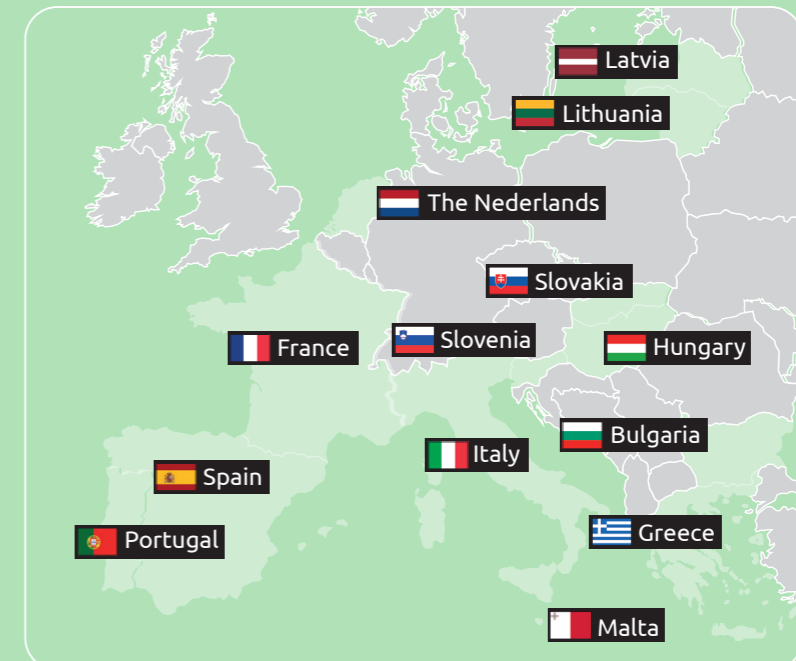 Latvia
Lithuania
The Nederlands
Slovakia
Slovenia
France
Hungary
Bulgaria
Italy
Spain
Greece
Portugal
Malta